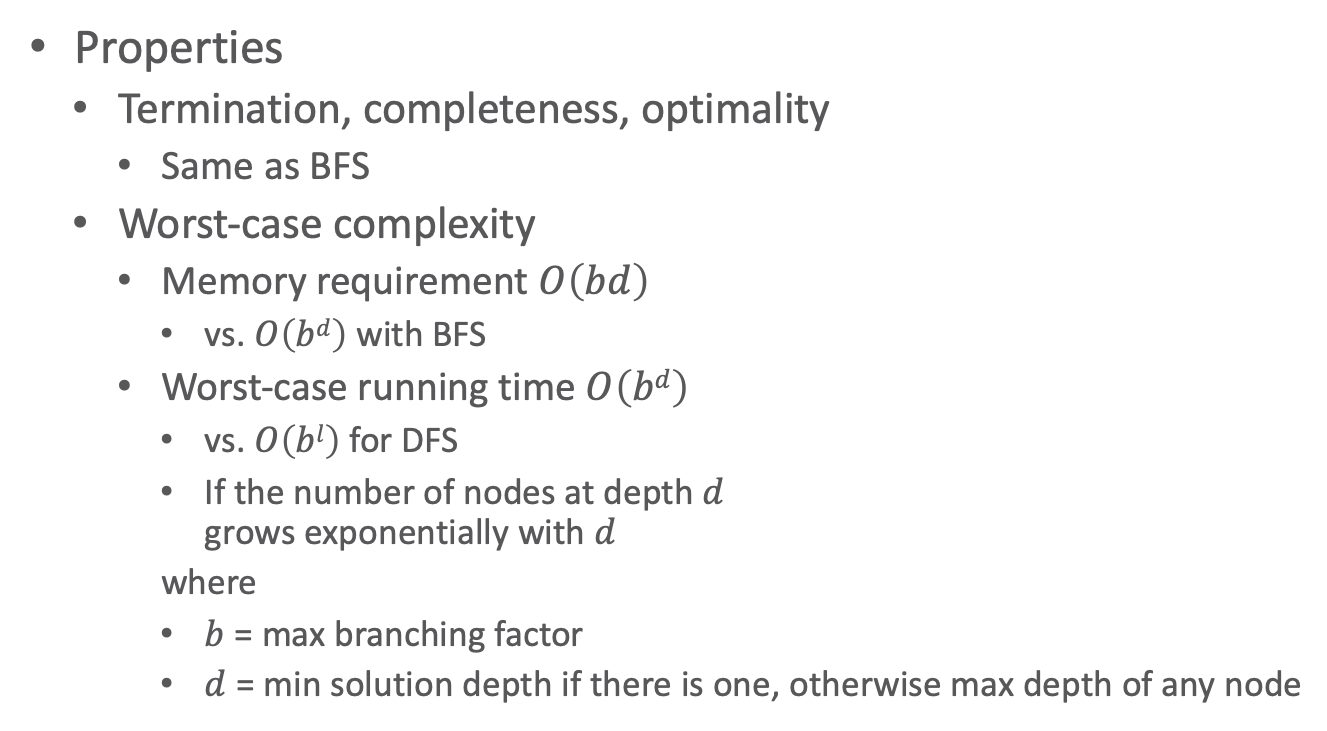 • Properties
• Termination, completeness, optimality
• Same as BFS
• Worst-case complexity
• Memory requirement O(bd)
• vs. O(b^d) with BFS
• Worst-case running time O(b^d)
• vs. O(b^l) for DFS
• If the number of nodes at depth d
grows exponentially with d
where
• b = max branching factor
• d = min solution depth if there is one, otherwise max depth of any node